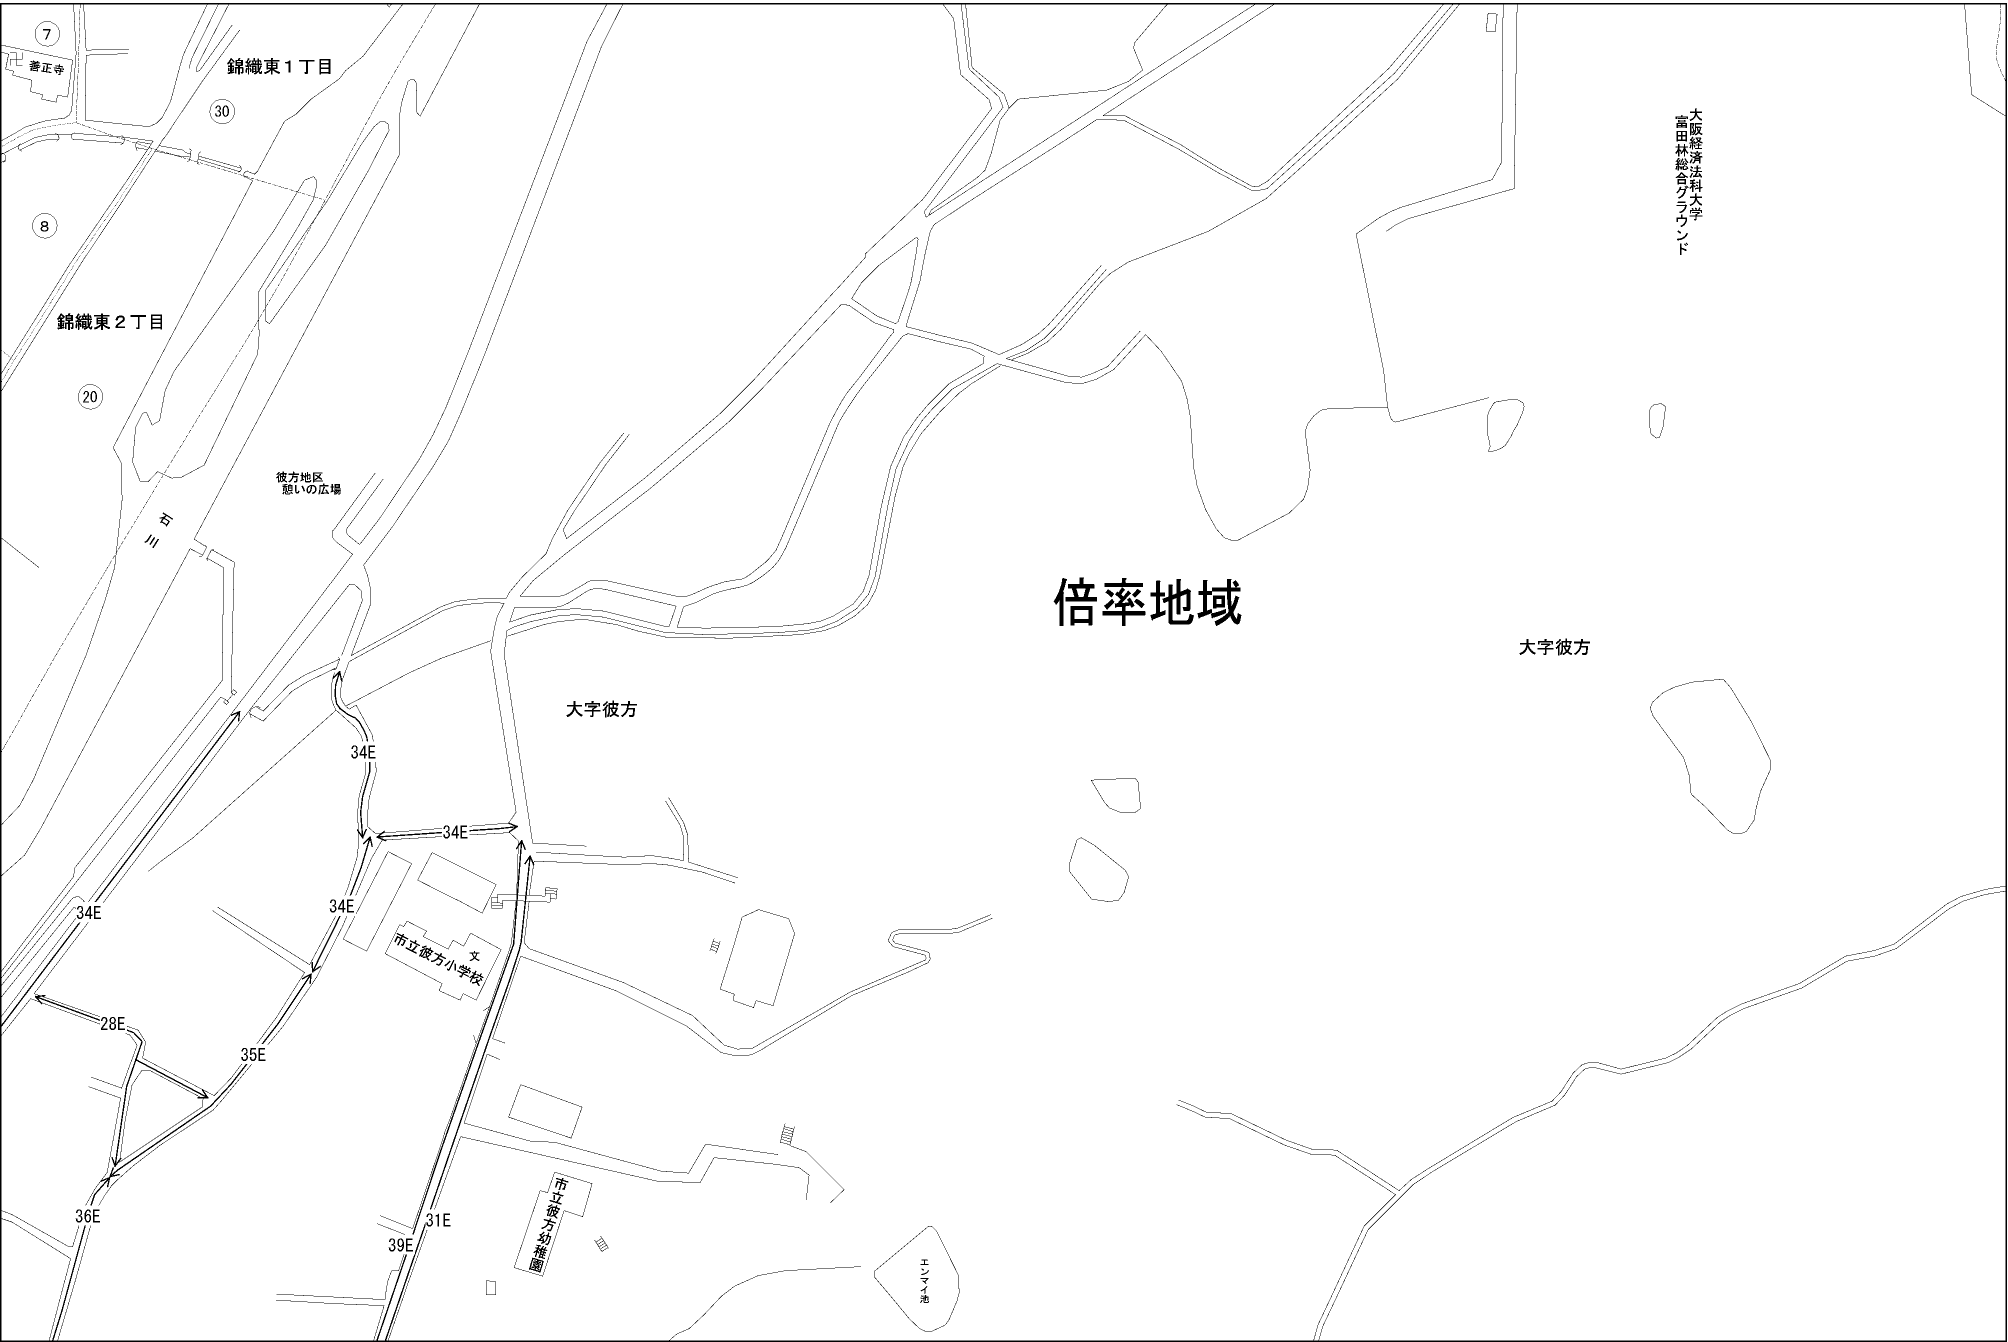 7
善正寺
錦織東１丁目
30
大阪経済法科大学
富田林総合グラウンド
8
錦織東２丁目
20
彼方地区
憩いの広場
石川
倍率地域
大字彼方
大字彼方
34E
34E
34E
34E
市立彼方小学校
文
28E
35E
36E
31E
39E
市立彼方幼稚園
エンマイ池